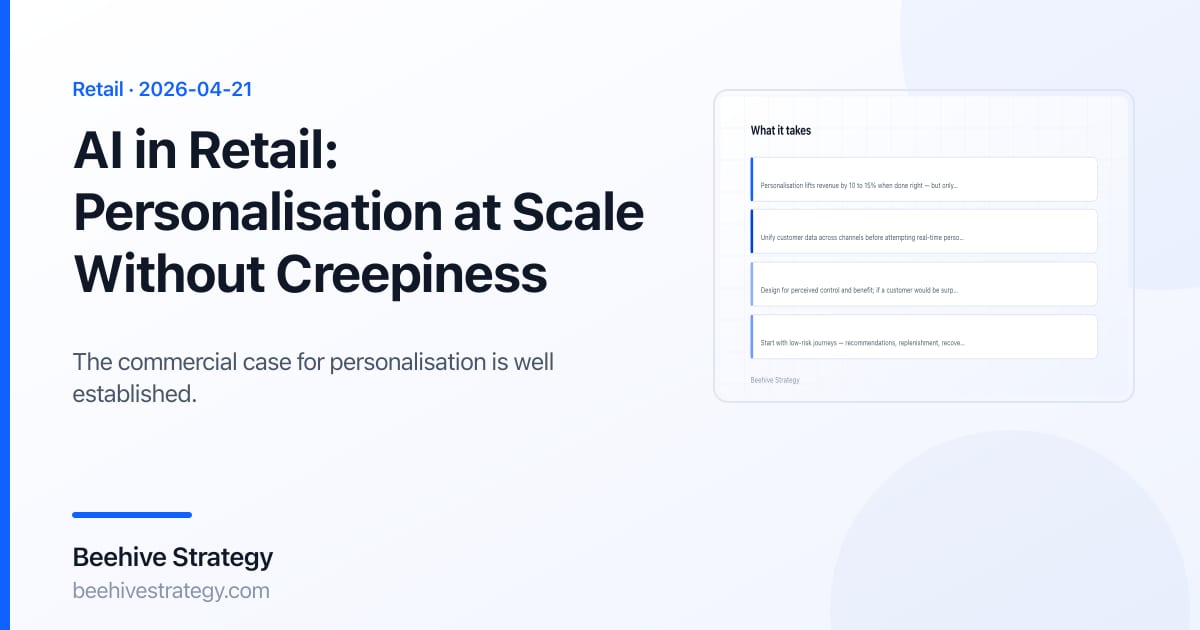 Retail · 2026-04-21
AI in Retail:
Personalisation at Scale
Without Creepiness
The commercial case for personalisation is well
established.
Beehive Strategy
beehivestrategy.com
What it takes
Personalisation lifts revenue by 10 to 15% when done right — but only...
Unify customer data across channels before attempting real-time perso...
Design for perceived control and benefit; if a customer would be surp...
Start with low-risk journeys — recommendations, replenishment, recove...
Beehive Strategy